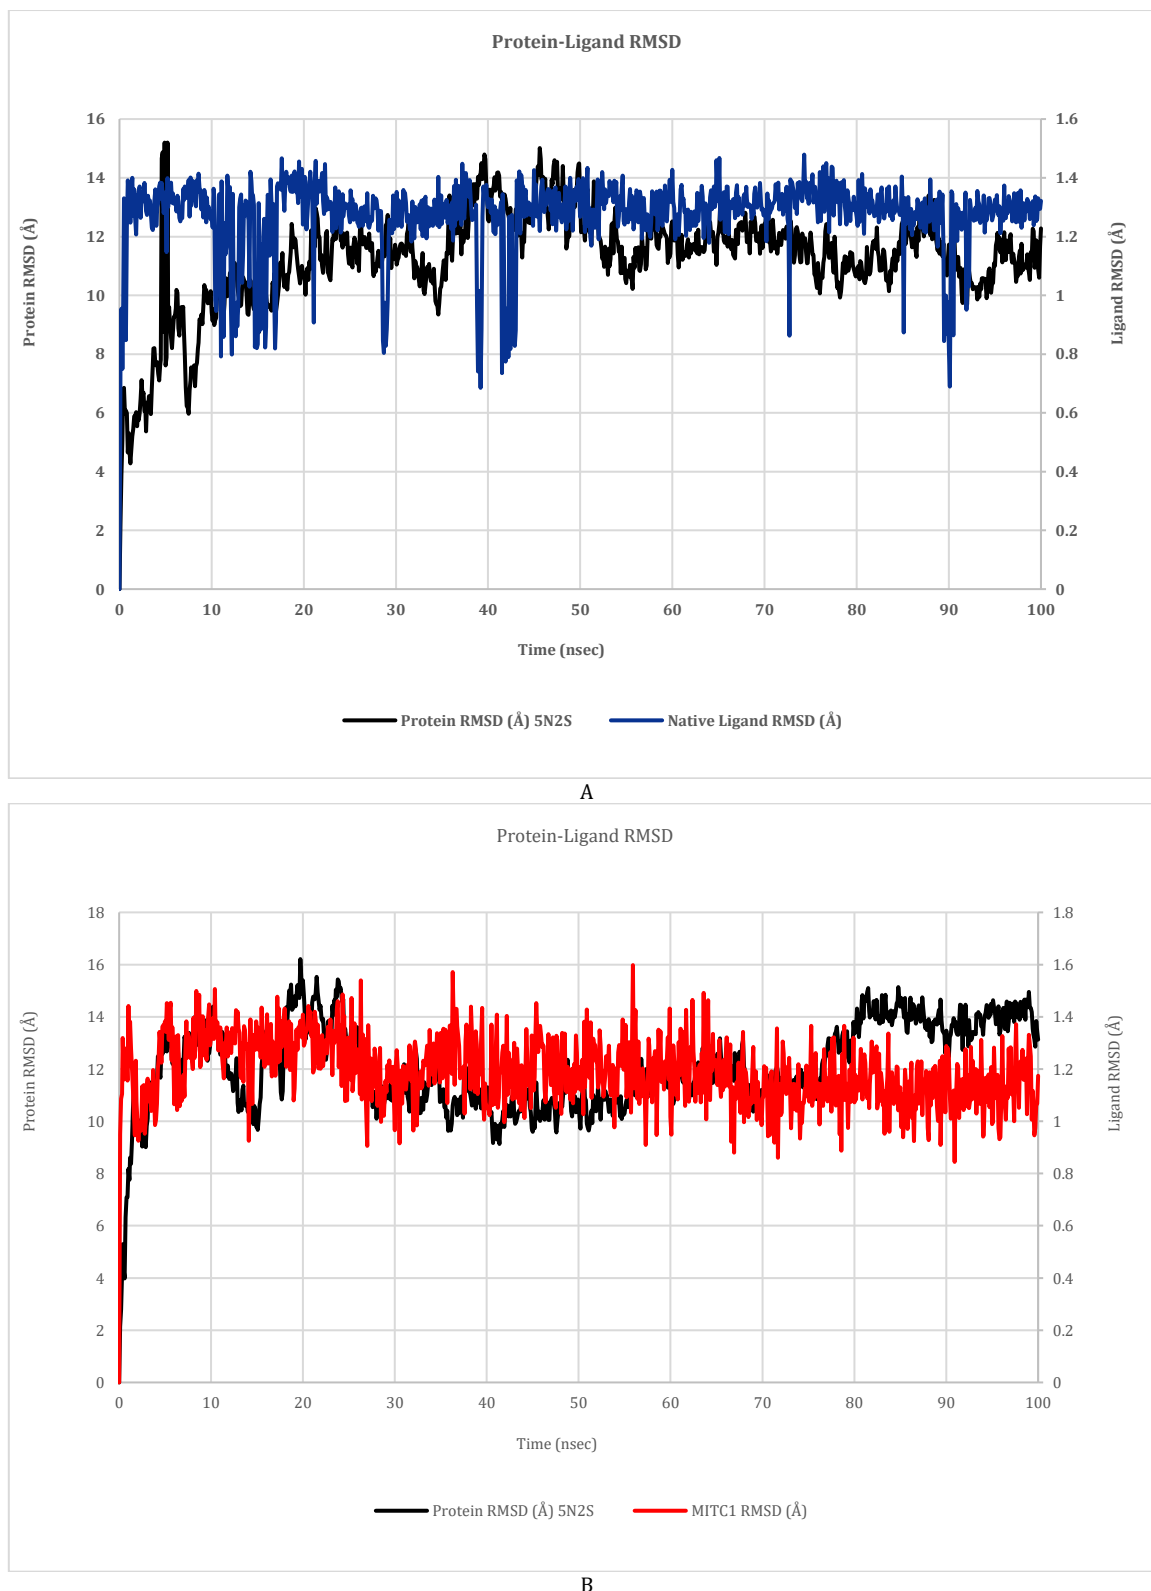 Protein-Ligand RMSD
16
14
12
10
8
6
4
2
0
Protein RMSD (Å)
1.6
1.4
1.2
1
0.8
0.6
0.4
0.2
0
Ligand RMSD (Å)
0 10 20 30 40 50 60 70 80 90 100
Time (nsec)
Protein RMSD (Å) 5N2S Native Ligand RMSD (Å)
A
Protein-Ligand RMSD
18
16
14
12
10
8
6
4
2
0
Protein RMSD (Å)
1.8
1.6
1.4
1.2
1
0.8
0.6
0.4
0.2
0
Ligand RMSD (Å)
0 10 20 30 40 50 60 70 80 90 100
Time (nsec)
Protein RMSD (Å) 5N2S MITC1 RMSD (Å)
B